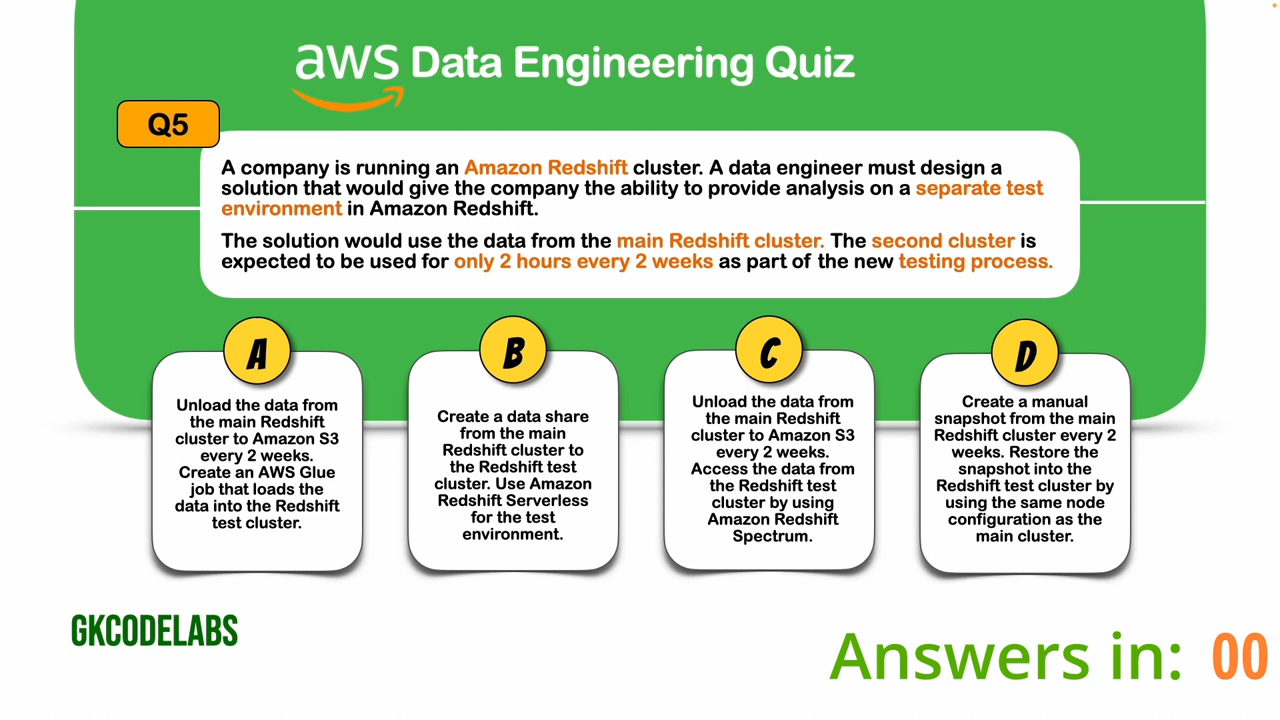 aws Data Engineering Quiz
Q5
A company is running an Amazon Redshift cluster. A data engineer must design a
solution that would give the company the ability to provide analysis on a separate test
environment in Amazon Redshift.
The solution would use the data from the main Redshift cluster. The second cluster is
expected to be used for only 2 hours every 2 weeks as part of the new testing process.
A
Unload the data from
the main Redshift
cluster to Amazon S3
every 2 weeks.
Create an AWS Glue
job that loads the
data into the Redshift
test cluster.
B
Create a data share
from the main
Redshift cluster to
the Redshift test
cluster. Use Amazon
Redshift Serverless
for the test
environment.
C
Unload the data from
the main Redshift
cluster to Amazon S3
every 2 weeks.
Access the data from
the Redshift test
cluster by using
Amazon Redshift
Spectrum.
D
Create a manual
snapshot from the main
Redshift cluster every 2
weeks. Restore the
snapshot into the
Redshift test cluster by
using the same node
configuration as the
main cluster.
GKCODELABS
Answers in: 00